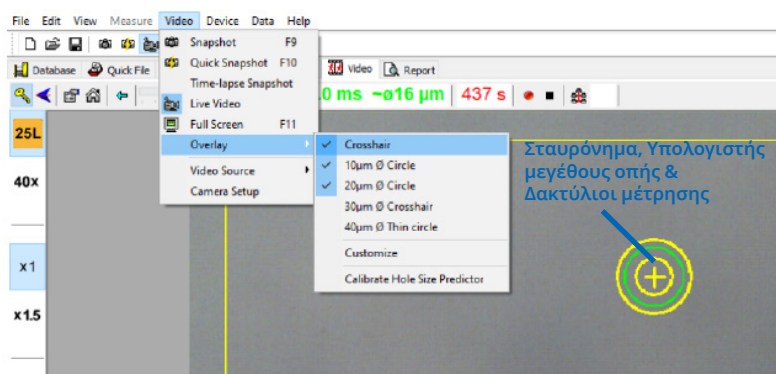 File Edit View Measure Video Device Data Help
Snapshot F9
Quick Snapshot F10
Time-lapse Snapshot
Live Video
Full Screen F11
Overlay
Video Source
Camera Setup
Database Quick File
Video Report
.0 ms ~ø16 µm 437 s
25L
40x
x1
x1.5
Crosshair
10µm Ø Circle
20µm Ø Circle
30µm Ø Crosshair
40µm Ø Thin circle
Customize
Calibrate Hole Size Predictor
Σταυρόνημα, Υπολογιστής
μεγέθους οπής &
Δακτύλιοι μέτρησης